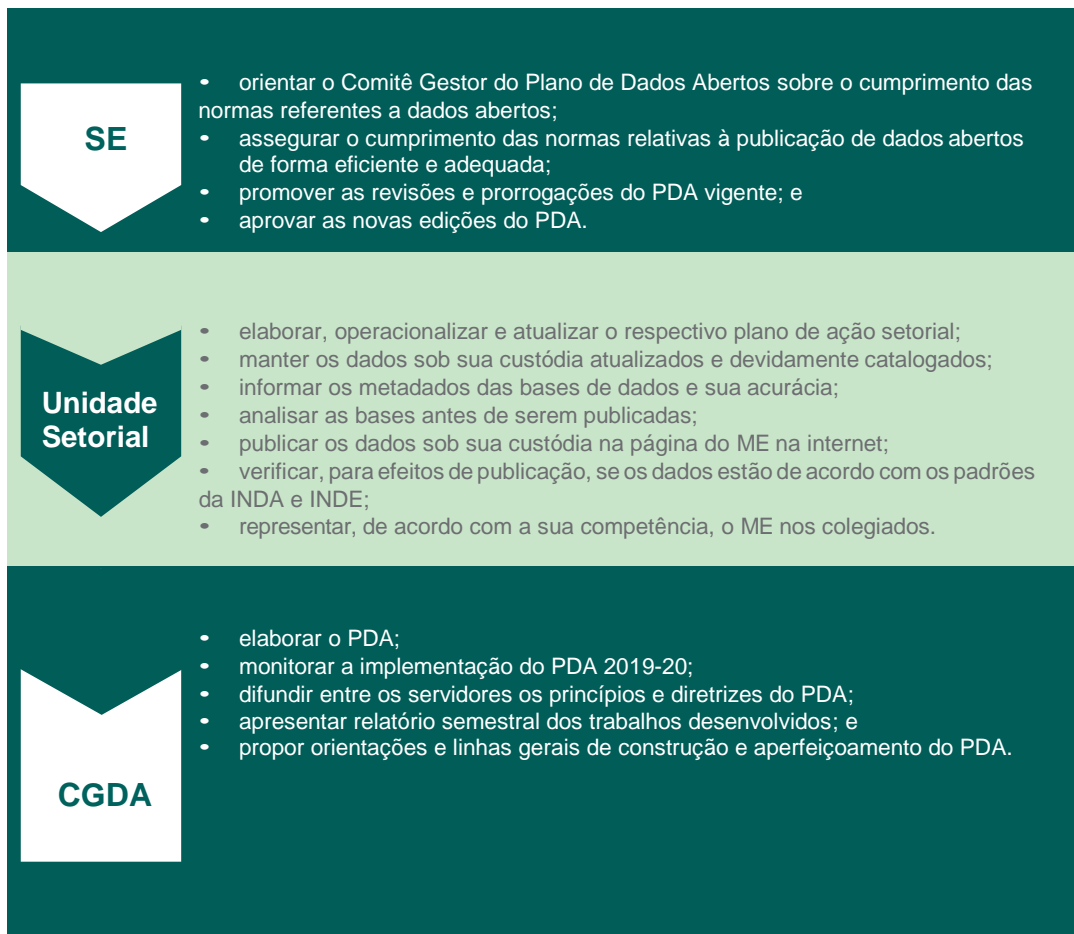 SE
• orientar o Comitê Gestor do Plano de Dados Abertos sobre o cumprimento das
normas referentes a dados abertos;
• assegurar o cumprimento das normas relativas à publicação de dados abertos
de forma eficiente e adequada;
• promover as revisões e prorrogações do PDA vigente; e
• aprovar as novas edições do PDA.
Unidade
Setorial
• elaborar, operacionalizar e atualizar o respectivo plano de ação setorial;
• manter os dados sob sua custódia atualizados e devidamente catalogados;
• informar os metadados das bases de dados e sua acurácia;
• analisar as bases antes de serem publicadas;
• publicar os dados sob sua custódia na página do ME na internet;
• verificar, para efeitos de publicação, se os dados estão de acordo com os padrões
da INDA e INDE;
• representar, de acordo com a sua competência, o ME nos colegiados.
CGDA
• elaborar o PDA;
• monitorar a implementação do PDA 2019-20;
• difundir entre os servidores os princípios e diretrizes do PDA;
• apresentar relatório semestral dos trabalhos desenvolvidos; e
• propor orientações e linhas gerais de construção e aperfeiçoamento do PDA.